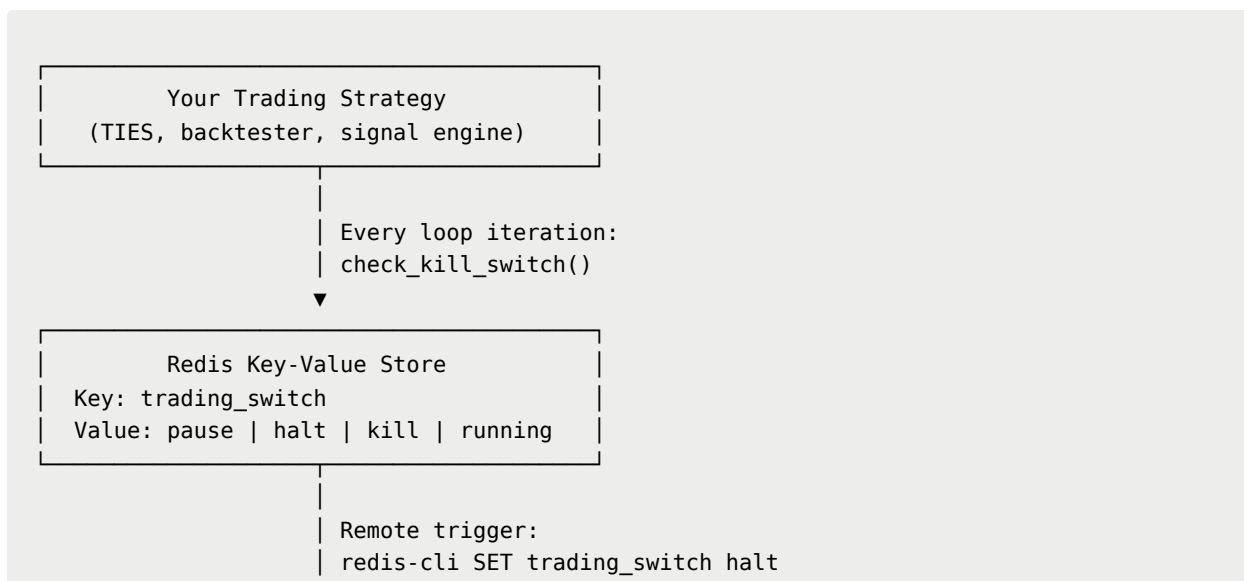 Your Trading Strategy
(TIES, backtester, signal engine)
Every loop iteration:
check_kill_switch()
Redis Key-Value Store
Key: trading_switch
Value: pause | halt | kill | running
Remote trigger:
redis-cli SET trading_switch halt